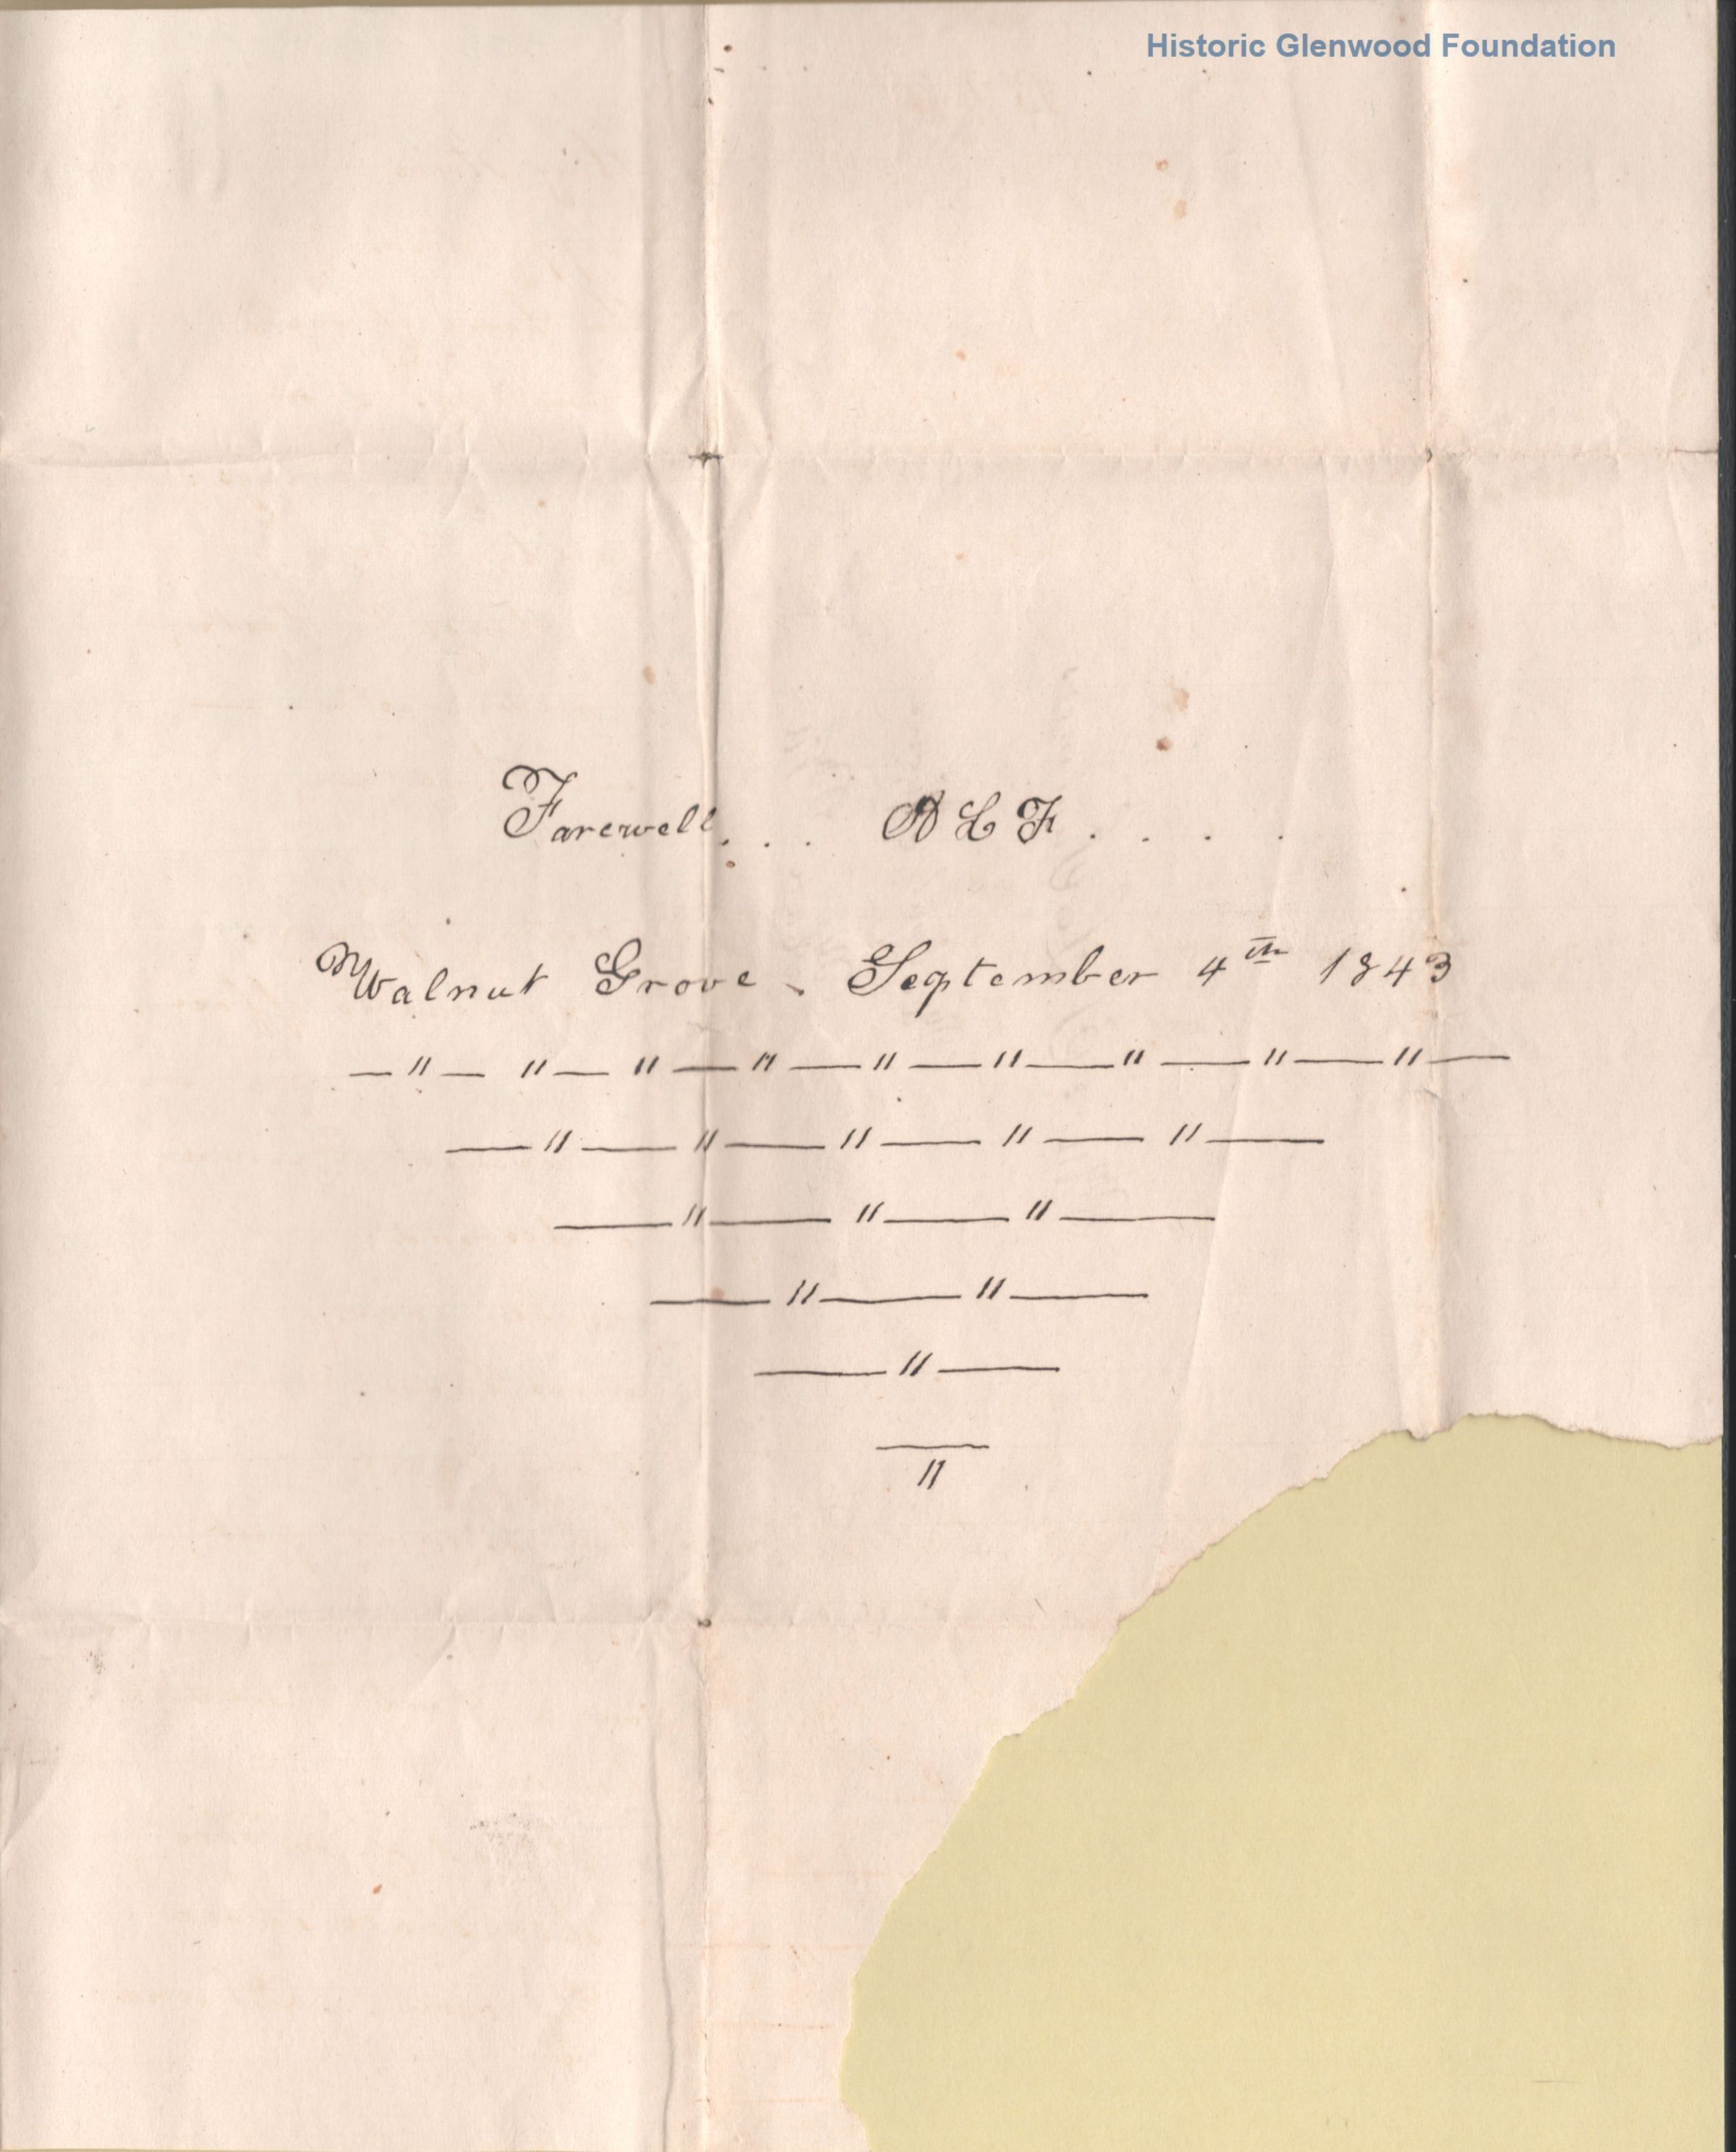 Historic Glenwood Foundation
Farewell. . . A L F. . . .
Walnut Grove. September 4th 1843
— " — " — " — " — " — " — " — " — " —
— " — " — " — " — " —
— " — " — " —
— " — " —
— " —
—
"